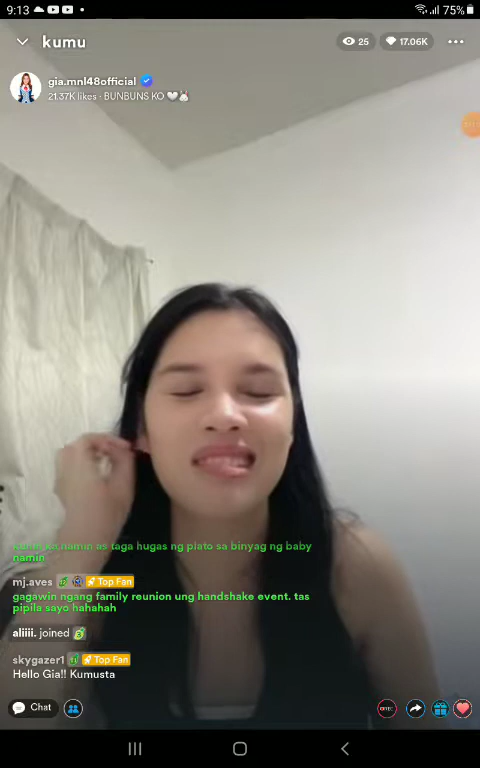 9:13
75%
kumu
25
17.06K
gia.mnl48official
21.37K likes · BUNBUNS KO
ka namin as taga hugas ng plato sa binyag ng baby
namin
mj.aves Top Fan
gagawin ngang family reunion ung handshake event. tas
pipila sayo hahahah
aliiii. joined
skygazer1 Top Fan
Hello Gia!! Kumusta
Chat